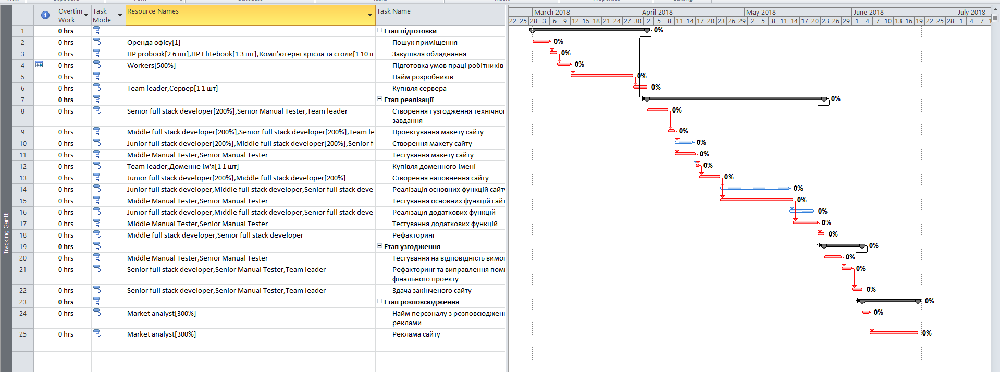 Overtim Work
Task Mode
Resource Names
Task Name
March 2018 April 2018 May 2018 June 2018 July 2018
22 25 28 3 6 9 12 15 18 21 24 27 30 2 5 8 11 14 17 20 23 26 29 2 5 8 11 14 17 20 23 26 29 1 4 7 10 13 16 19 22 25 28 1 4 7
1 0 hrs Етап підготовки 0%
2 0 hrs Оренда офісу[1] Пошук приміщення 0%
3 0 hrs HP probook[2 6 шт],HP Elitebook[1 3 шт],Комп'ютерні крісла та столи[1 10 ш Закупівля обладнання 0%
4 0 hrs Workers[500%] Підготовка умов праці робітників 0%
5 0 hrs Найм розробників 0%
6 0 hrs Team leader,Сервер[1 1 шт] Купівля сервера 0%
7 0 hrs Етап реалізації 0%
8 0 hrs Senior full stack developer[200%],Senior Manual Tester,Team leader Створення і узгодження технічног 0%
завдання
9 0 hrs Middle full stack developer[200%],Senior full stack developer[200%],Team le Проектування макету сайту 0%
10 0 hrs Junior full stack developer[200%],Middle full stack developer[200%],Senior f Створення макету сайту 0%
11 0 hrs Middle Manual Tester,Senior Manual Tester Тестування макету сайту 0%
12 0 hrs Team leader,Доменне ім'я[1 1 шт] Купівля доменного імені 0%
13 0 hrs Junior full stack developer[200%],Middle full stack developer[200%] Створення наповнення сайту 0%
14 0 hrs Junior full stack developer,Middle full stack developer,Senior full stack devel Реалізація основних функцій сайт 0%
15 0 hrs Middle Manual Tester,Senior Manual Tester Тестування основних функцій сайт 0%
16 0 hrs Junior full stack developer,Middle full stack developer,Senior full stack devel Реалізація додаткових функцій 0%
17 0 hrs Middle Manual Tester,Senior Manual Tester Тестування додаткових функцій 0%
18 0 hrs Middle full stack developer,Senior full stack developer Рефакторинг 0%
19 0 hrs Етап узгодження 0%
20 0 hrs Middle Manual Tester,Senior Manual Tester Тестування на відповідність вимог 0%
21 0 hrs Senior full stack developer,Senior Manual Tester,Team leader Рефакторинг та виправлення пом 0%
фінального проекту
22 0 hrs Senior full stack developer,Senior Manual Tester,Team leader Здача закінченого сайту 0%
23 0 hrs Етап розповсюдження 0%
24 0 hrs Market analyst[300%] Найм персоналу з розповсюджен 0%
реклами
25 0 hrs Market analyst[300%] Реклама сайту 0%
Tracking Gantt